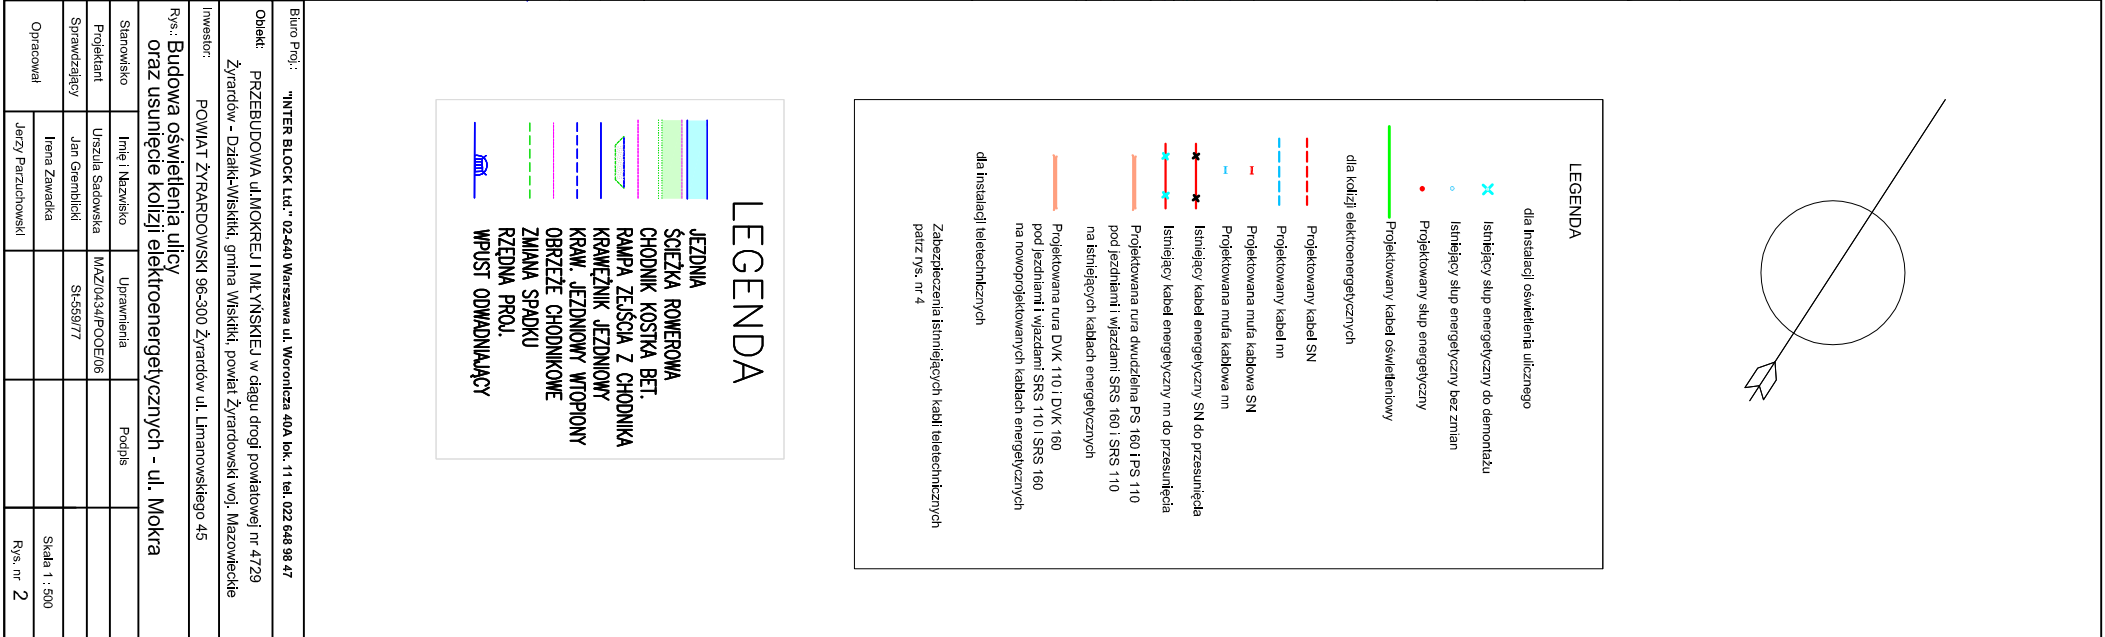 LEGENDA
dla instalacji oświetlenia ulicznego
Istniejący słup energetyczny do demontażu
Istniejący słup energetyczny bez zmian
Projektowany słup energetyczny
Projektowany kabel oświetleniowy
dla kolizji elektroenergetycznych
Projektowany kabel SN
Projektowany kabel nn
Projektowana mufa kablowa SN
Projektowana mufa kablowa nn
Istniejący kabel energetyczny SN do przesunięcia
Istniejący kabel energetyczny nn do przesunięcia
Projektowana rura dwudzielna PS 160 i PS 110
pod jezdniami i wjazdami SRS 160 i SRS 110
na istniejących kablach energetycznych
Projektowana rura DVK 110 i DVK 160
pod jezdniami i wjazdami SRS 110 i SRS 160
na nowoprojektowanych kablach energetycznych
dla instalacji teletechnicznych
Zabezpieczenia istnniejących kabli teletechnicznych
patrz rys. nr 4
LEGENDA
JEZDNIA
ŚCIEŻKA ROWEROWA
CHODNIK KOSTKA BET.
RAMPA ZEJŚCIA Z CHODNIKA
KRAWĘŻNIK JEZDNIOWY
KRAW. JEZDNIOWY WTOPIONY
OBRZEŻE CHODNIKOWE
ZMIANA SPADKU
RZĘDNA PROJ.
WPUST ODWADNIAJĄCY
Biuro Proj.: "INTER BLOCK Ltd." 02-640 Warszawa ul. Woronicza 40A lok. 11 tel. 022 648 98 47
Obiekt: PRZEBUDOWA ul.MOKREJ I MŁYŃSKIEJ w ciągu drogi powiatowej nr 4729
Żyrardów - Działki-Wiskitki, gmina Wiskitki, powiat Żyrardowski woj. Mazowieckie
Inwestor: POWIAT ŻYRARDOWSKI 96-300 Żyrardów ul. Limanowskiego 45
Rys.: Budowa oświetlenia ulicy
oraz usunięcie kolizji elektroenergetycznych - ul. Mokra
Stanowisko Imię i Nazwisko Uprawnienia Podpis
Projektant Urszula Sadowska MAZ/0434/POOE/06
Sprawdzający Jan Gremblicki St-559/77
Opracował Irena Zawadka Skala 1 : 500
Jerzy Parzuchowski Rys. nr 2